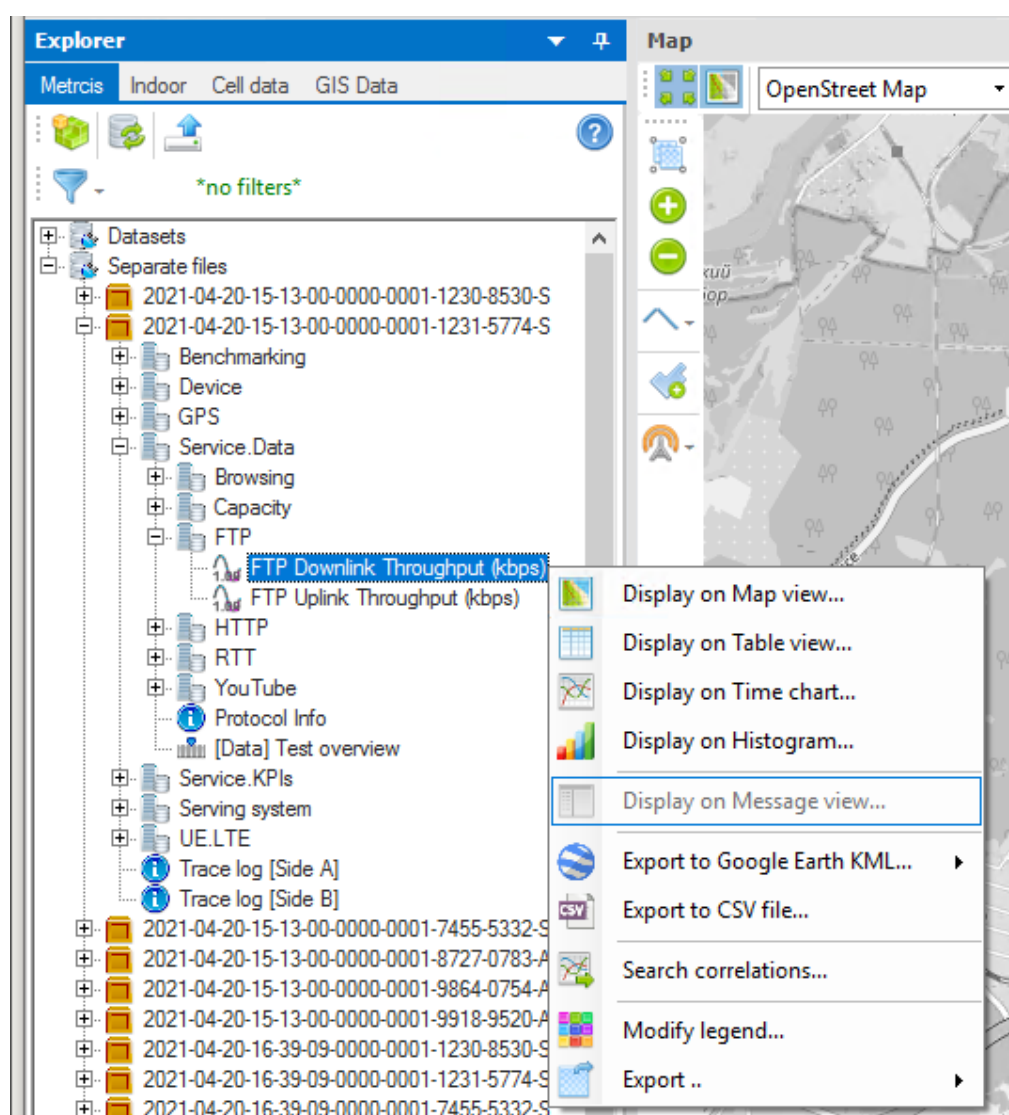 Explorer
Metrcis Indoor Cell data GIS Data
*no filters*
Datasets
Separate files
2021-04-20-15-13-00-0000-0001-1230-8530-S
2021-04-20-15-13-00-0000-0001-1231-5774-S
Benchmarking
Device
GPS
Service.Data
Browsing
Capacity
FTP
FTP Downlink Throughput (kbps)
FTP Uplink Throughput (kbps)
HTTP
RTT
YouTube
Protocol Info
[Data] Test overview
Service.KPIs
Serving system
UE.LTE
Trace log [Side A]
Trace log [Side B]
2021-04-20-15-13-00-0000-0001-7455-5332-S
2021-04-20-15-13-00-0000-0001-8727-0783-A
2021-04-20-15-13-00-0000-0001-9864-0754-A
2021-04-20-15-13-00-0000-0001-9918-9520-A
2021-04-20-16-39-09-0000-0001-1230-8530-S
2021-04-20-16-39-09-0000-0001-1231-5774-S
2021-04-20-16-39-09-0000-0001-7455-5332-S
Map
OpenStreet Map
кий
бор
Display on Map view...
Display on Table view...
Display on Time chart...
Display on Histogram...
Display on Message view...
Export to Google Earth KML...
CSV
Export to CSV file...
Search correlations...
Modify legend...
Export ..